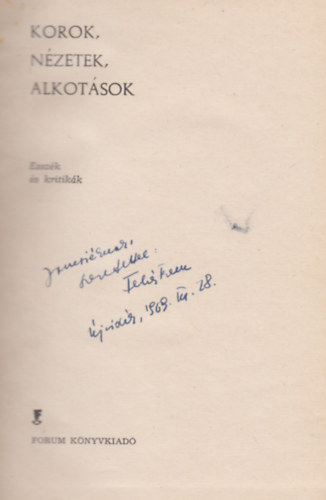 KOROK,
NÉZETEK,
ALKOTÁSOK
Esszék
és kritikák
szeretettel:
Fehér Ferenc
Újvidék, 1969. III. 28.
FORUM KÖNYVKIADÓ